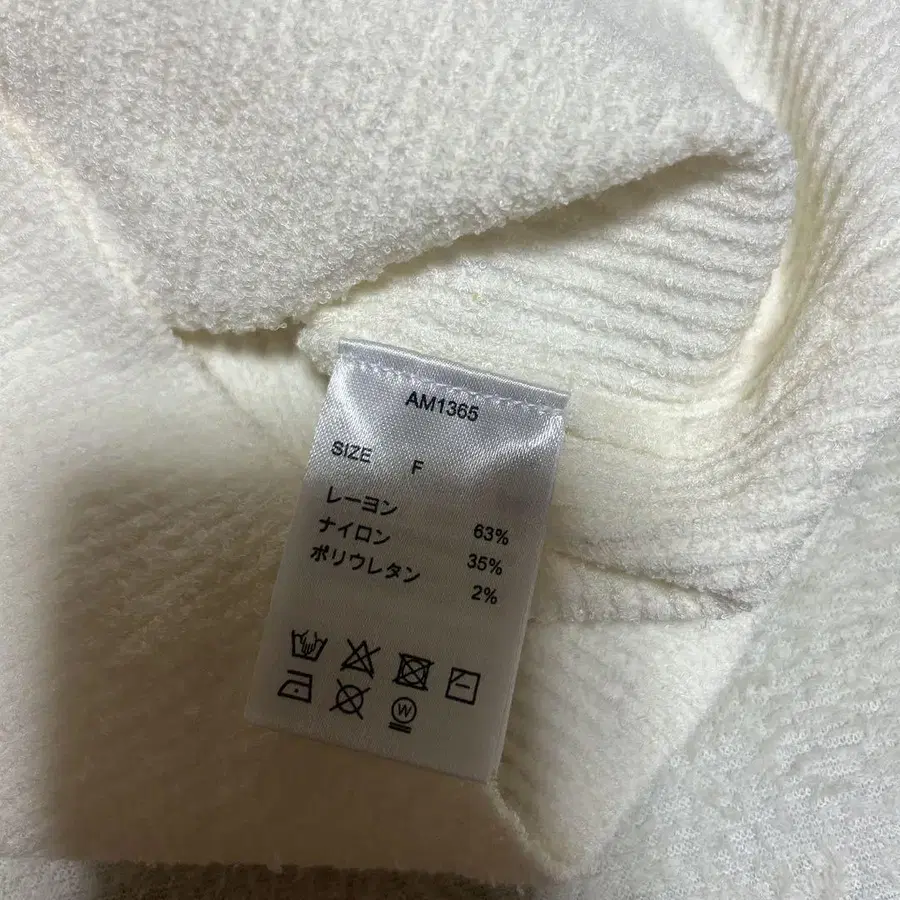 AM1365
SIZE F
レーヨン 63%
ナイロン 35%
ポリウレタン 2%
W